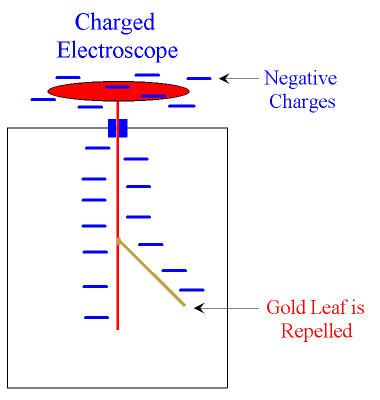 Charged
Electroscope
Negative
Charges
Gold Leaf is
Repelled